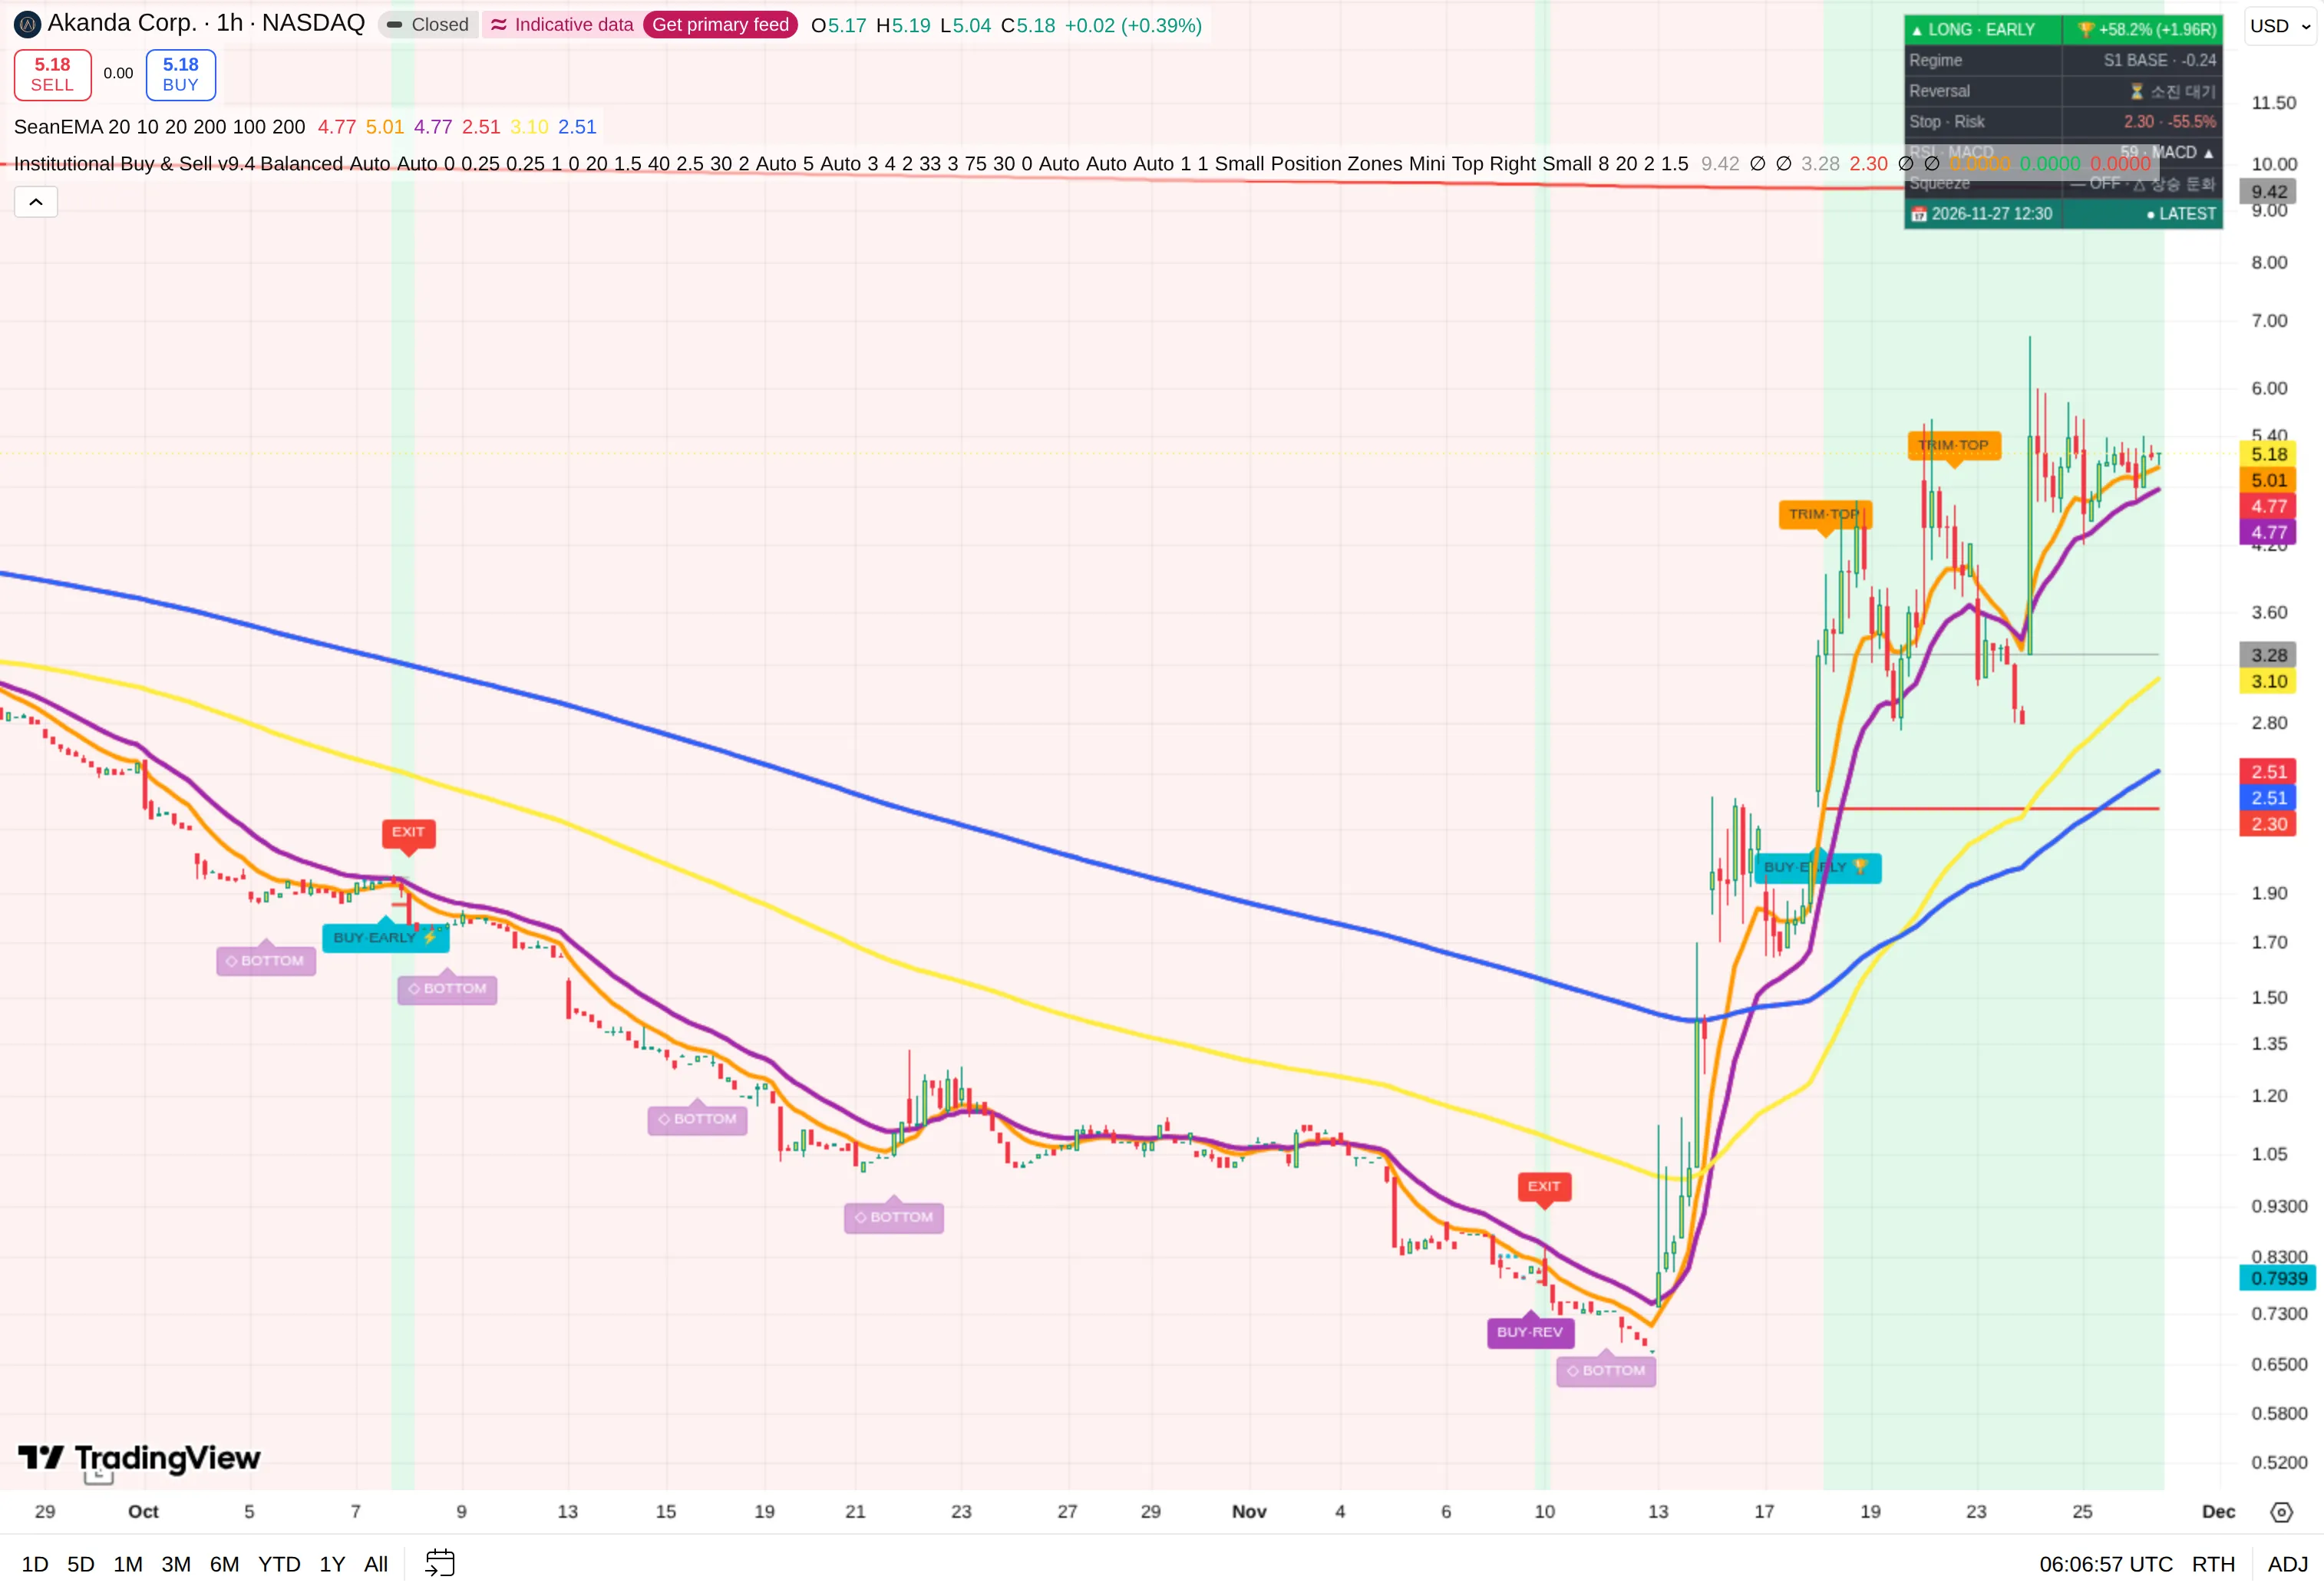 Akanda Corp. · 1h · NASDAQ
Closed
Indicative data
Get primary feed
O5.17 H5.19 L5.04 C5.18 +0.02 (+0.39%)
5.18
SELL
0.00
5.18
BUY
SeanEMA 20 10 20 200 100 200 4.77 5.01 4.77 2.51 3.10 2.51
Institutional Buy & Sell v9.4 Balanced Auto Auto 0 0.25 0.25 1 0 20 1.5 40 2.5 30 2 Auto 5 Auto 3 4 2 33 3 75 30 0 Auto Auto Auto 1 1 Small Position Zones Mini Top Right Small 8 20 2 1.5 9.42 ∅ ∅ 3.28 2.30 ∅ ∅ 0.0000 0.0000 0.0000
▲ LONG · EARLY 🏆 +58.2% (+1.96R)
Regime S1 BASE · -0.24
Reversal ⏳ 소진 대기
Stop · Risk 2.30 · -55.5%
RSI · MACD 59 · MACD ▲
Squeeze — OFF · △ 상승 둔화
📅 2026-11-27 12:30 ● LATEST
USD
11.50
10.00
9.42
9.00
8.00
7.00
6.00
5.40
5.18
5.01
4.77
4.77
4.20
3.60
3.28
3.10
2.80
2.51
2.51
2.30
1.90
1.70
1.50
1.35
1.20
1.05
0.9300
0.8300
0.7939
0.7300
0.6500
0.5800
0.5200
TRIM·TOP
TRIM·TOP
BUY·EARLY 🏆
EXIT
BUY·EARLY ⚡
◇ BOTTOM
◇ BOTTOM
◇ BOTTOM
◇ BOTTOM
EXIT
BUY·REV
◇ BOTTOM
TradingView
29 Oct 5 7 9 13 15 19 21 23 27 29 Nov 4 6 10 13 17 19 23 25 Dec
1D 5D 1M 3M 6M YTD 1Y All
06:06:57 UTC RTH ADJ